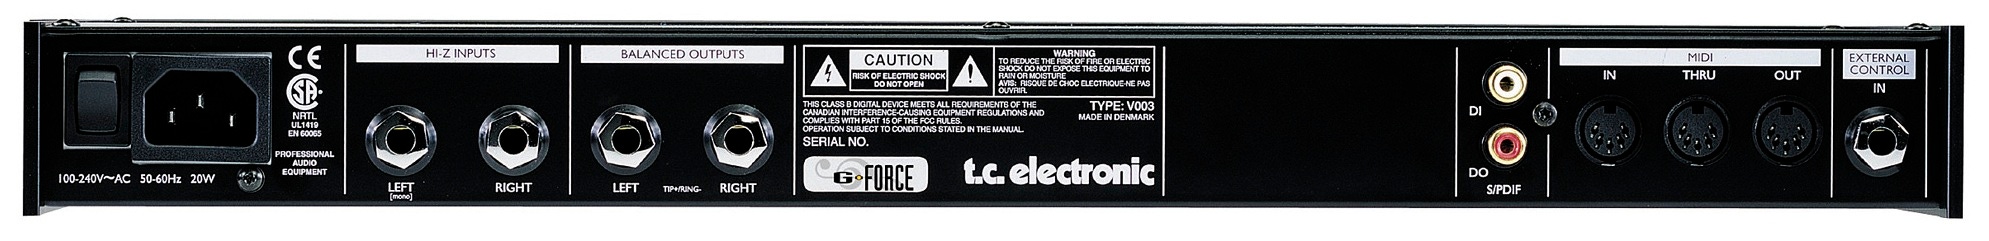 CE
SA
NRTL
UL1419
EN 60065
PROFESSIONAL
AUDIO
EQUIPMENT
100-240V~AC 50-60Hz 20W
HI-Z INPUTS
LEFT
[mono]
RIGHT
BALANCED OUTPUTS
LEFT
TIP+/RING-
RIGHT
CAUTION
RISK OF ELECTRIC SHOCK
DO NOT OPEN
WARNING
TO REDUCE THE RISK OF FIRE OR ELECTRIC
SHOCK DO NOT EXPOSE THIS EQUIPMENT TO
RAIN OR MOISTURE
AVIS: RISQUE DE CHOC ELECTRIQUE-NE PAS
OUVRIR.
THIS CLASS B DIGITAL DEVICE MEETS ALL REQUIREMENTS OF THE
CANADIAN INTERFERENCE-CAUSING EQUIPMENT REGULATIONS AND
COMPLIES WITH PART 15 OF THE FCC RULES.
OPERATION SUBJECT TO CONDITIONS STATED IN THE MANUAL.
TYPE: V003
MADE IN DENMARK
SERIAL NO.
G·FORCE
t.c. electronic
DI
DO
S/PDIF
MIDI
IN
THRU
OUT
EXTERNAL
CONTROL
IN